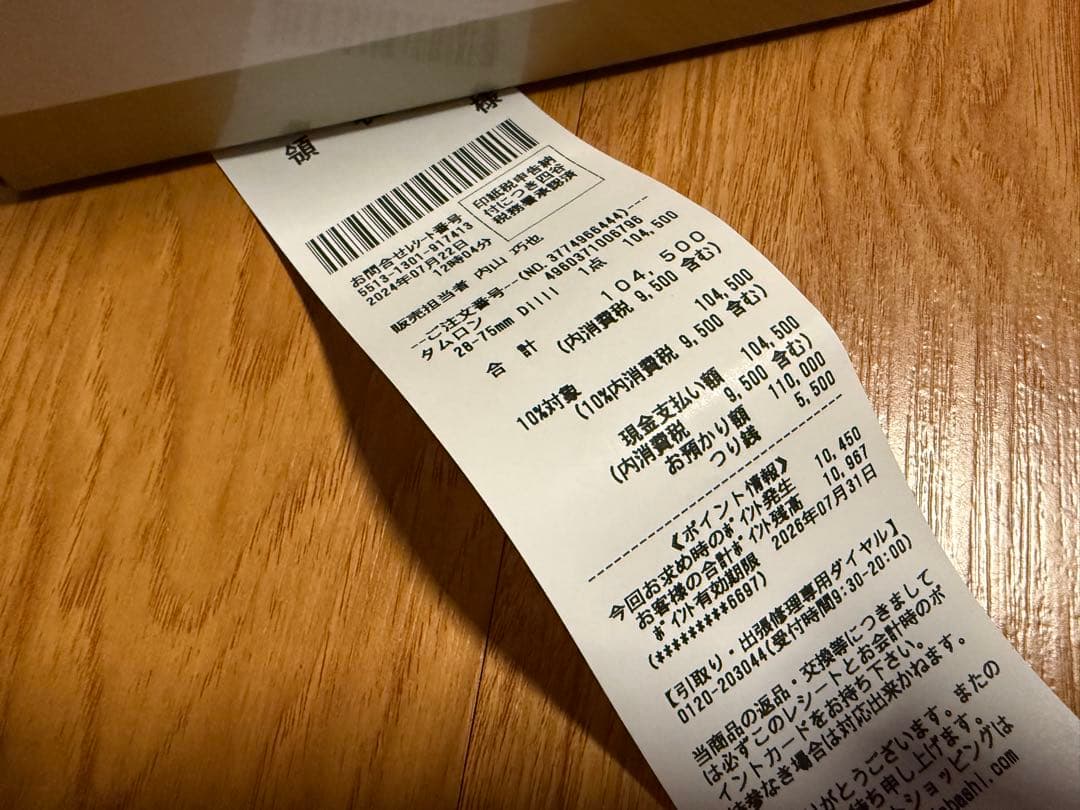 領 様
印紙税申告納
付につき四谷
税務署承認済
お問合せレシート番号
5513-1301-917413
2024年07月22日
12時04分
販売担当者 内山 巧也
--ご注文番号--(NO.3774966444)---
タムロン 4960371006796
28-75mm DiIII 1点 104,500
合 計 104,500
(内消費税 9,500 含む)
10%対象 104,500
(10%内消費税 9,500 含む)
現金支払い額 104,500
(内消費税 9,500 含む)
お預かり額 110,000
つり銭 5,500
《ポイント情報》
今回お求め時のポイント発生 10,450
お客様の合計ポイント残高 10,967
ポイント有効期限 2026年07月31日
(*********6697)
【引取り・出張修理専用ダイヤル】
0120-203044(受付時間9:30-20:00)
当商品の返品・交換等につきまして
は必ずこのレシートとお会計時のポ
イントカードをお持ち下さい。
持参なき場合は対応出来かねます。
がとうございます。またの
ち申し上げます。
ショッピングは
.com